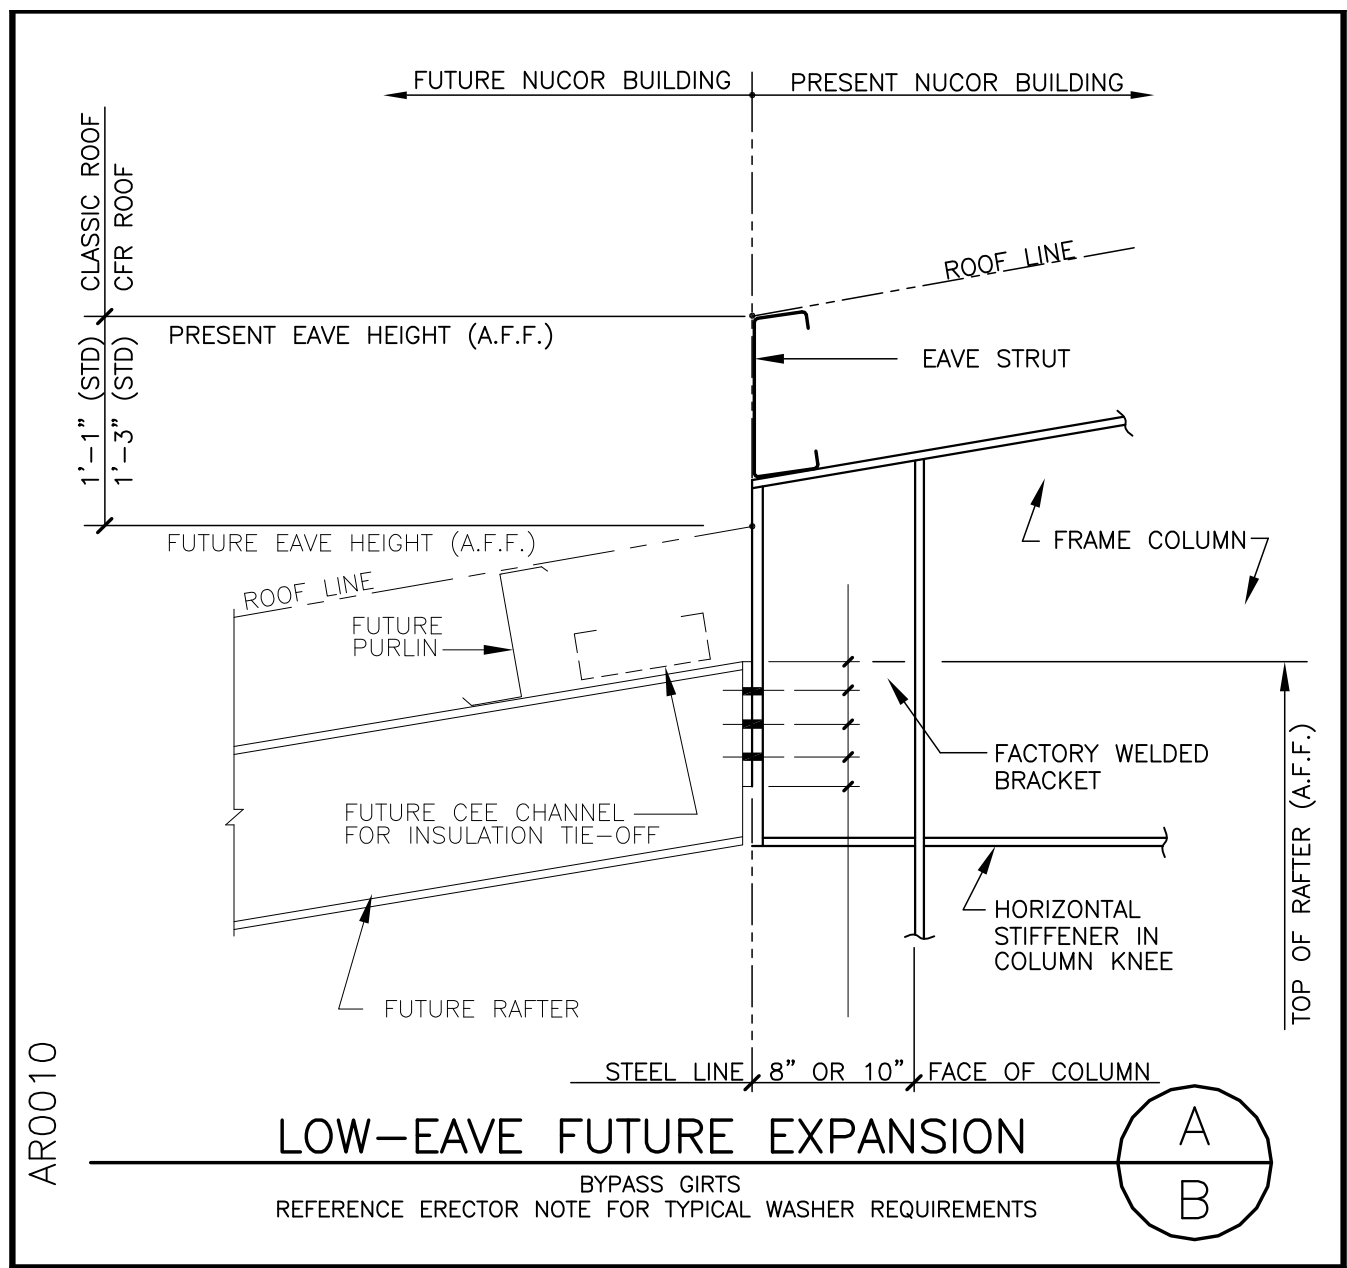 FUTURE NUCOR BUILDING
PRESENT NUCOR BUILDING
CLASSIC ROOF
CFR ROOF
1'-1" (STD)
1'-3" (STD)
ROOF LINE
PRESENT EAVE HEIGHT (A.F.F.)
EAVE STRUT
FRAME COLUMN
FUTURE EAVE HEIGHT (A.F.F.)
ROOF LINE
FUTURE
PURLIN
FACTORY WELDED
BRACKET
FUTURE CEE CHANNEL
FOR INSULATION TIE-OFF
TOP OF RAFTER (A.F.F.)
HORIZONTAL
STIFFENER IN
COLUMN KNEE
FUTURE RAFTER
STEEL LINE
8" OR 10"
FACE OF COLUMN
AR0010
LOW-EAVE FUTURE EXPANSION
BYPASS GIRTS
REFERENCE ERECTOR NOTE FOR TYPICAL WASHER REQUIREMENTS
A
B